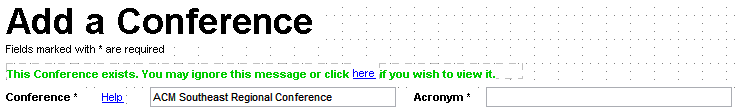 Add a Conference
Fields marked with * are required
This Conference exists. You may ignore this message or click here if you wish to view it.
Conference * Help ACM Southeast Regional Conference Acronym *